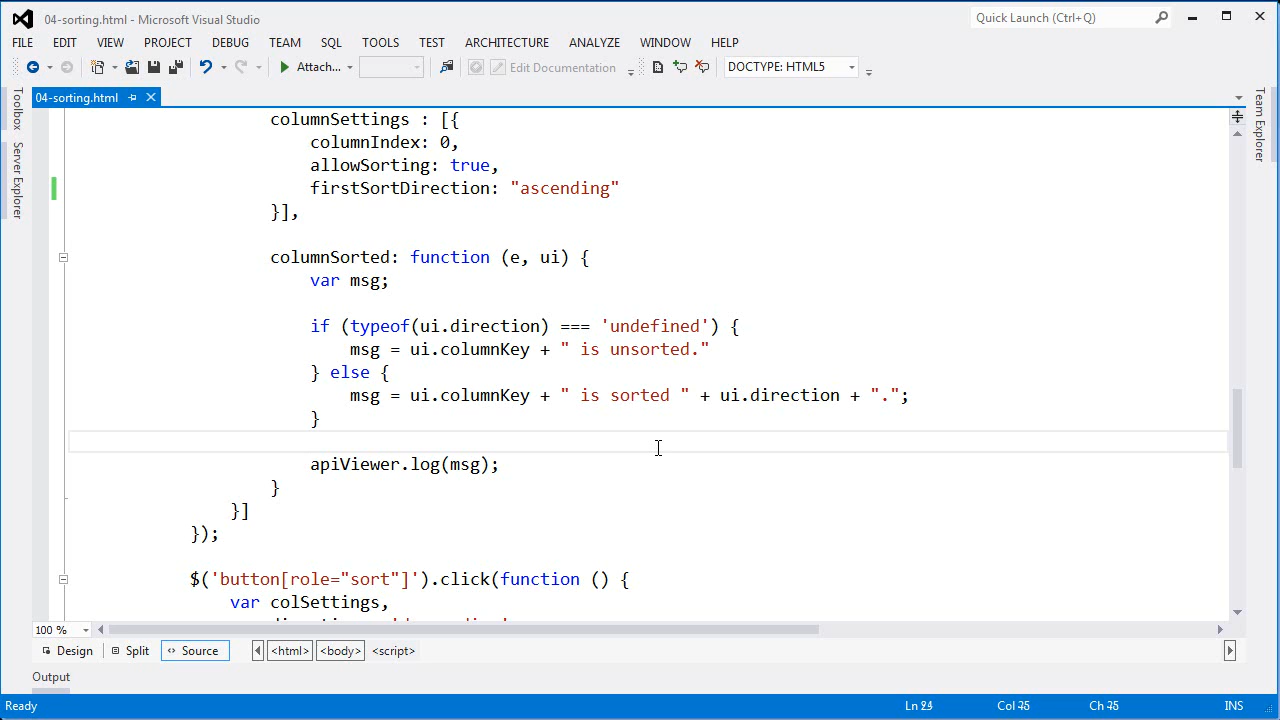 04-sorting.html - Microsoft Visual Studio
Quick Launch (Ctrl+Q)
FILE EDIT VIEW PROJECT DEBUG TEAM SQL TOOLS TEST ARCHITECTURE ANALYZE WINDOW HELP
Attach... Edit Documentation DOCTYPE: HTML5
04-sorting.html
Toolbox
Server Explorer
Team Explorer
columnSettings : [{
columnIndex: 0,
allowSorting: true,
firstSortDirection: "ascending"
}],
columnSorted: function (e, ui) {
var msg;
if (typeof(ui.direction) === 'undefined') {
msg = ui.columnKey + " is unsorted."
} else {
msg = ui.columnKey + " is sorted " + ui.direction + ".";
}
apiViewer.log(msg);
}
}]
});
$('button[role="sort"]').click(function () {
var colSettings,
100 %
Design Split Source <html> <body> <script>
Output
Ready Ln Col Ch INS